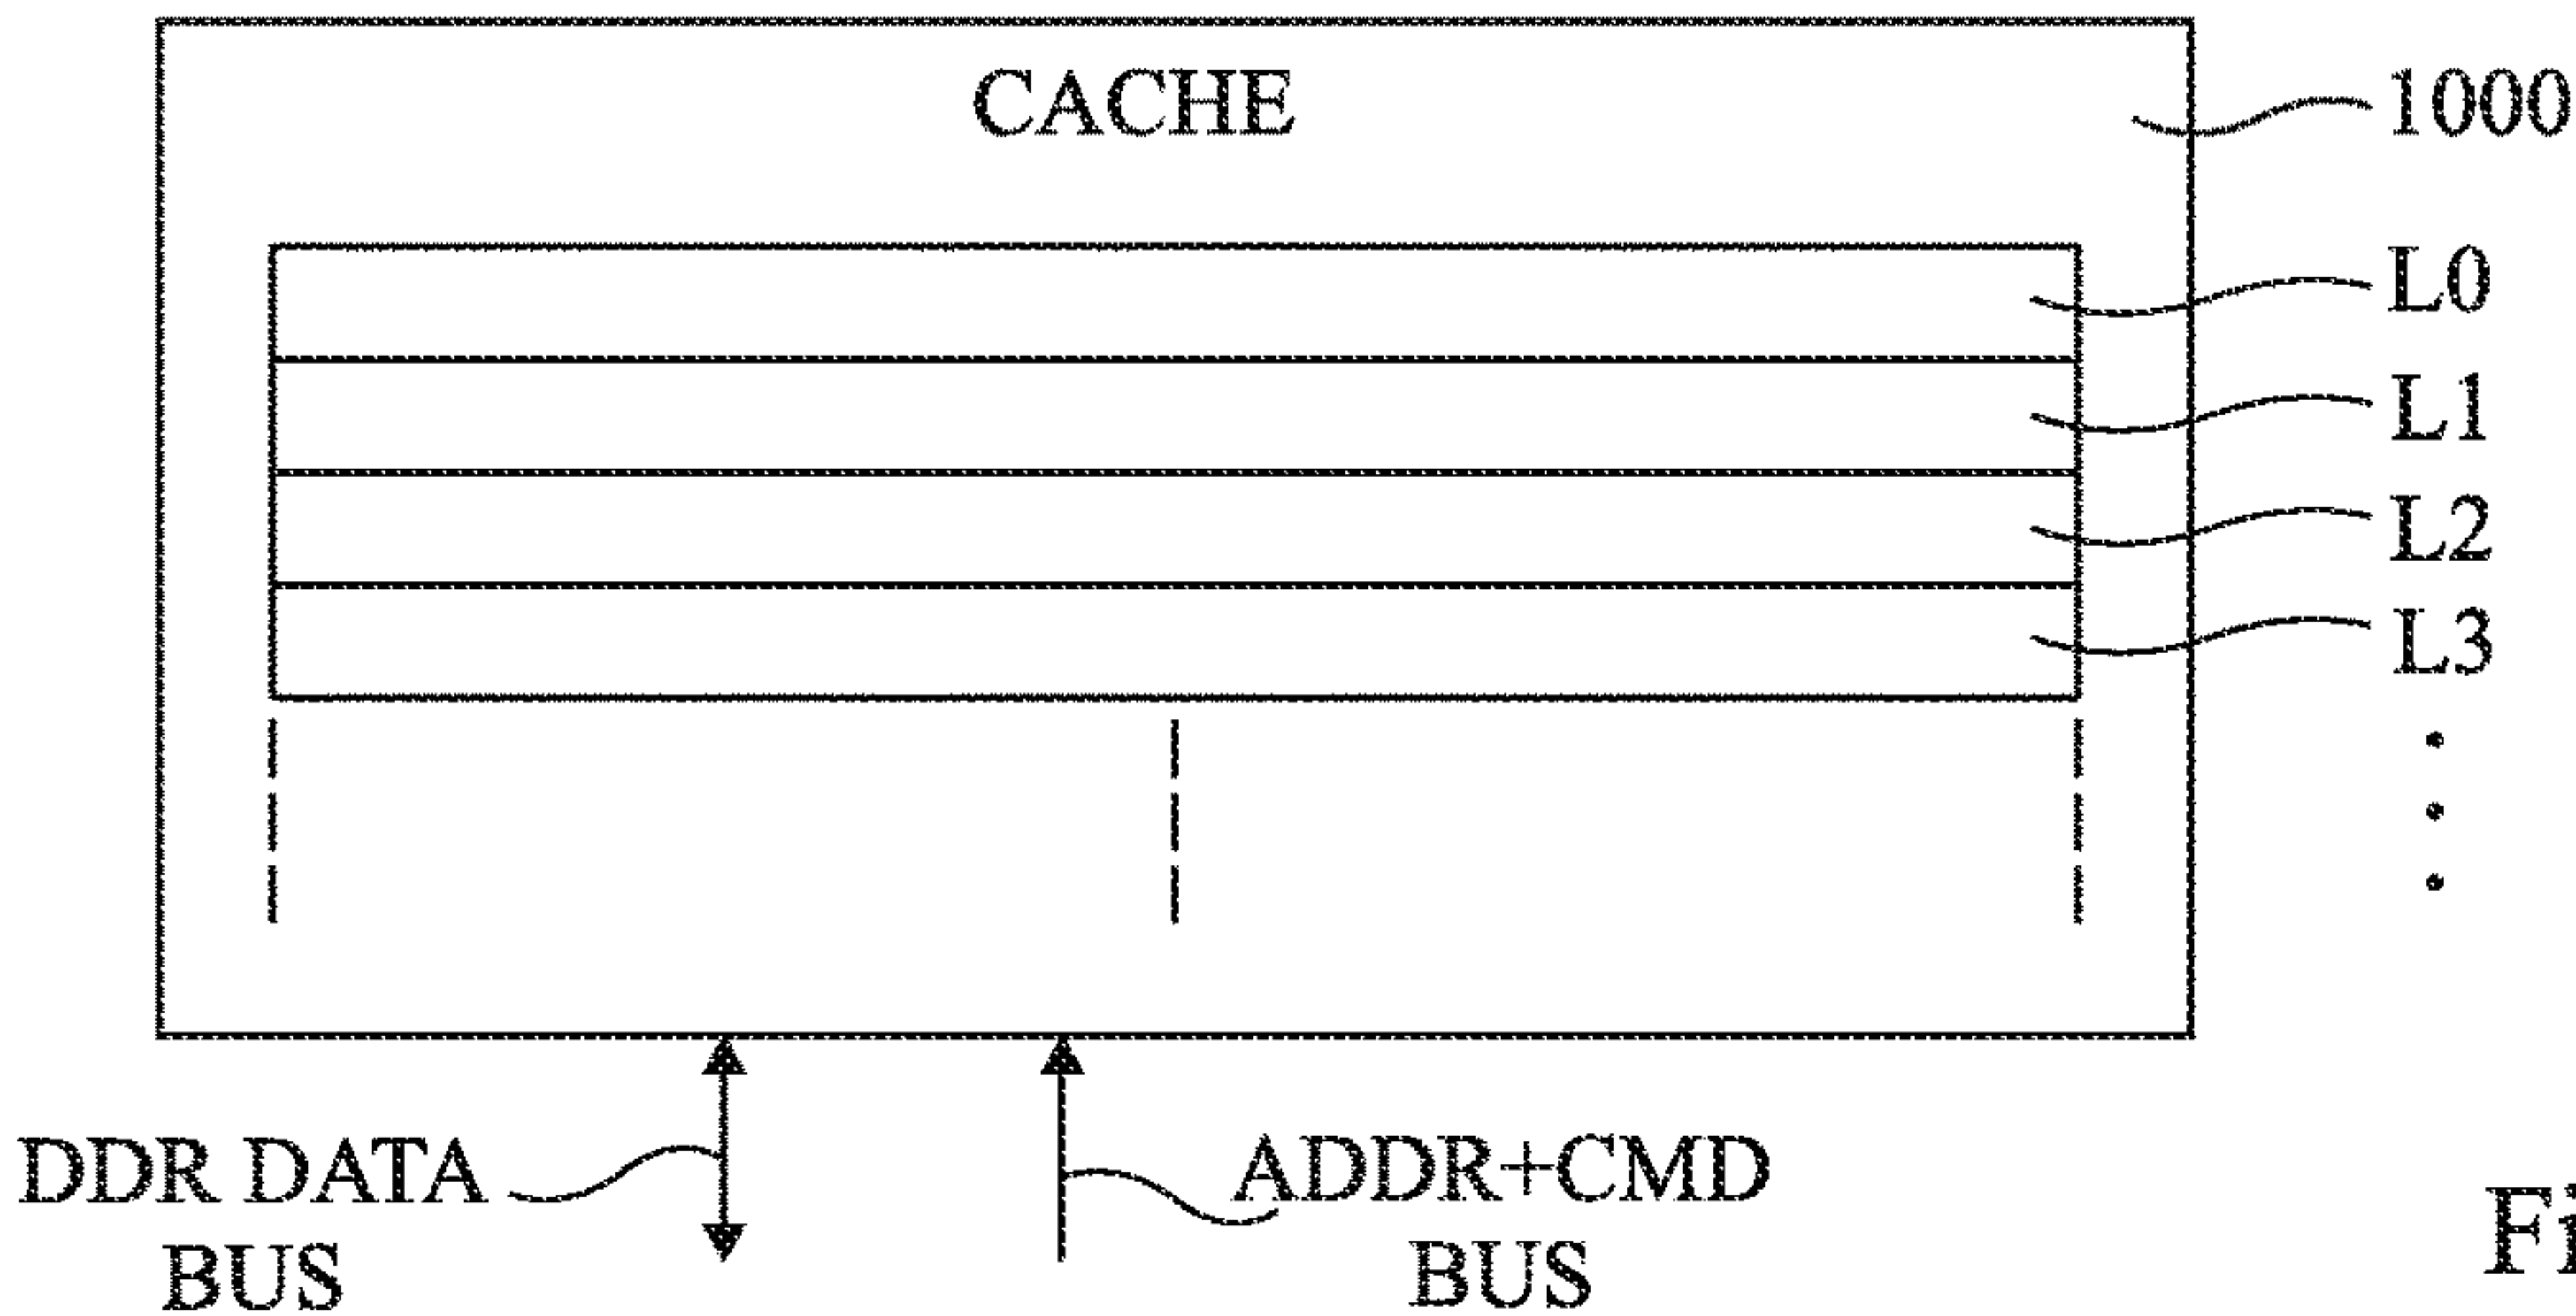 CACHE
1000
L0
L1
L2
L3
DDR DATA
BUS
ADDR+CMD
BUS